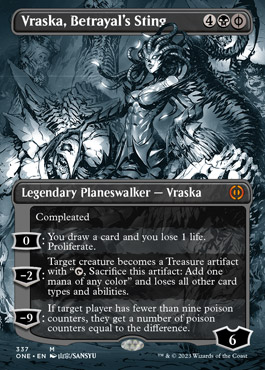 Vraska, Betrayal's Sting 4
Legendary Planeswalker — Vraska
Compleated
0: You draw a card and you lose 1 life.
Proliferate.
−2: Target creature becomes a Treasure artifact
with “, Sacrifice this artifact: Add one
mana of any color” and loses all other card
types and abilities.
−9: If target player has fewer than nine poison
counters, they get a number of poison
counters equal to the difference.
6
337 M
ONE • EN 山宗/SANSYU
™ & © 2023 Wizards of the Coast